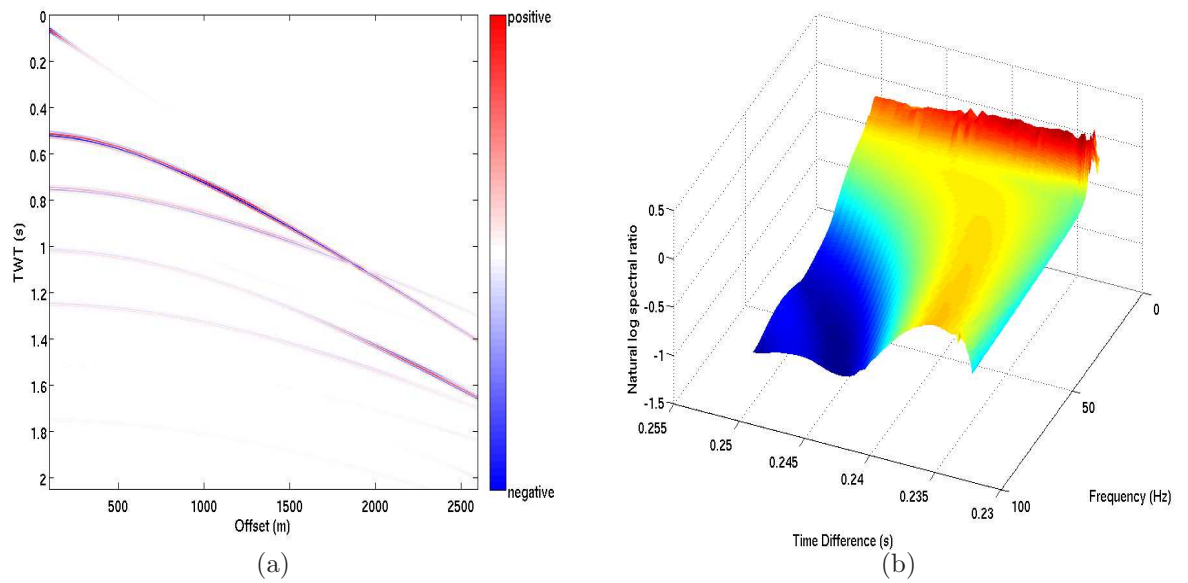 0
0.2
0.4
0.6
0.8
1
1.2
1.4
1.6
1.8
2
TWT (s)
500 1000 1500 2000 2500
Offset (m)
positive
negative
(a)
0.5
0
-0.5
-1
-1.5
Natural log spectral ratio
0.255
0.25
0.245
0.24
0.235
0.23
Time Difference (s)
0
50
100
Frequency (Hz)
(b)